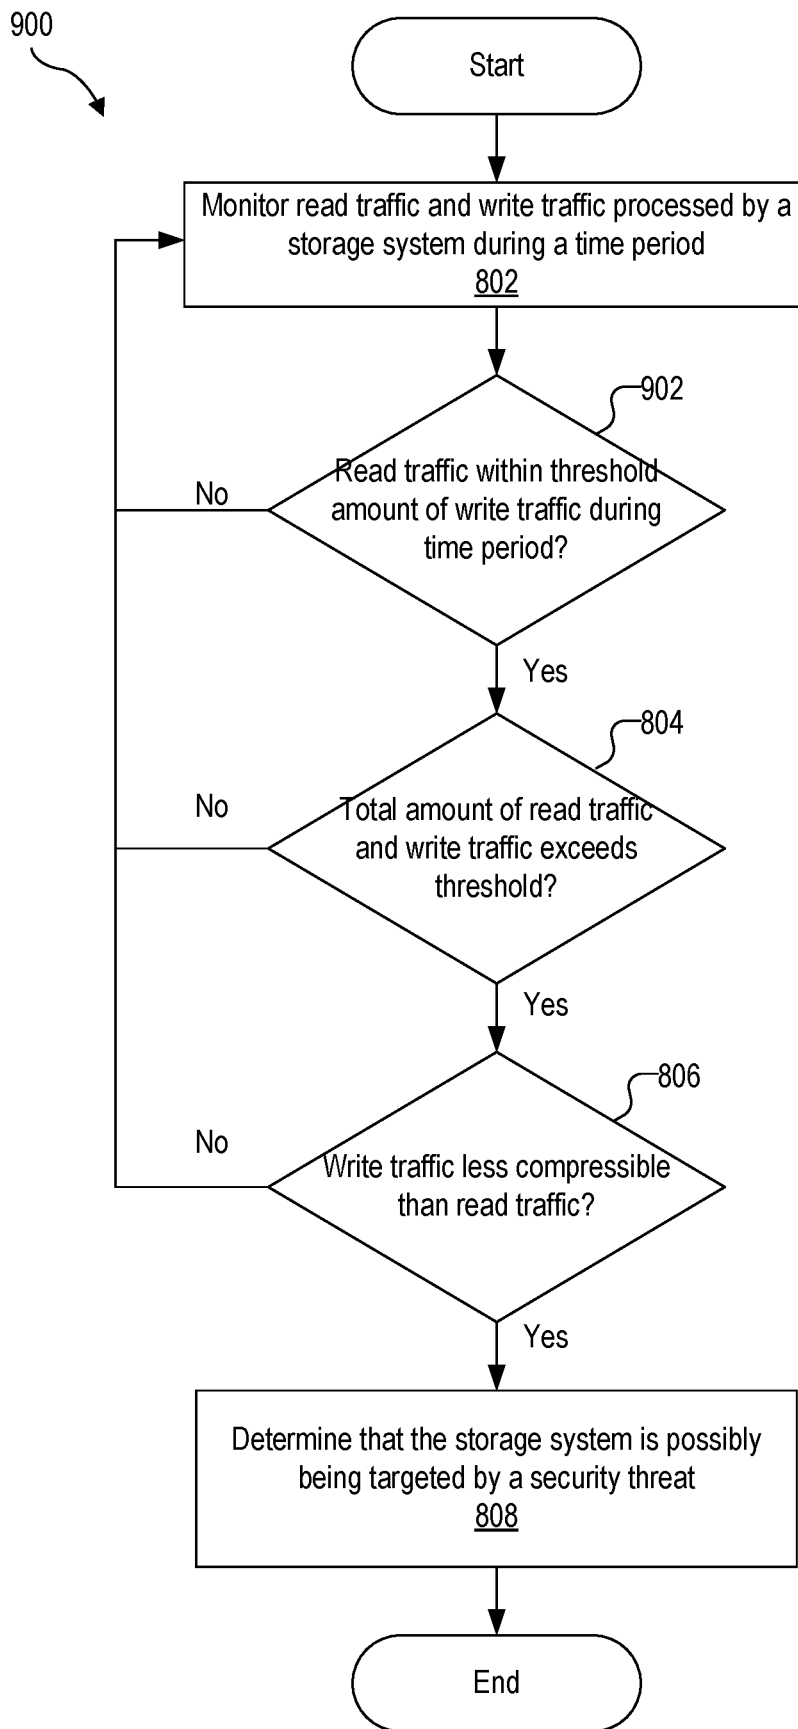 900
Start
Monitor read traffic and write traffic processed by a
storage system during a time period
802
902
Read traffic within threshold
amount of write traffic during
time period?
No
Yes
804
Total amount of read traffic
and write traffic exceeds
threshold?
No
Yes
806
Write traffic less compressible
than read traffic?
No
Yes
Determine that the storage system is possibly
being targeted by a security threat
808
End